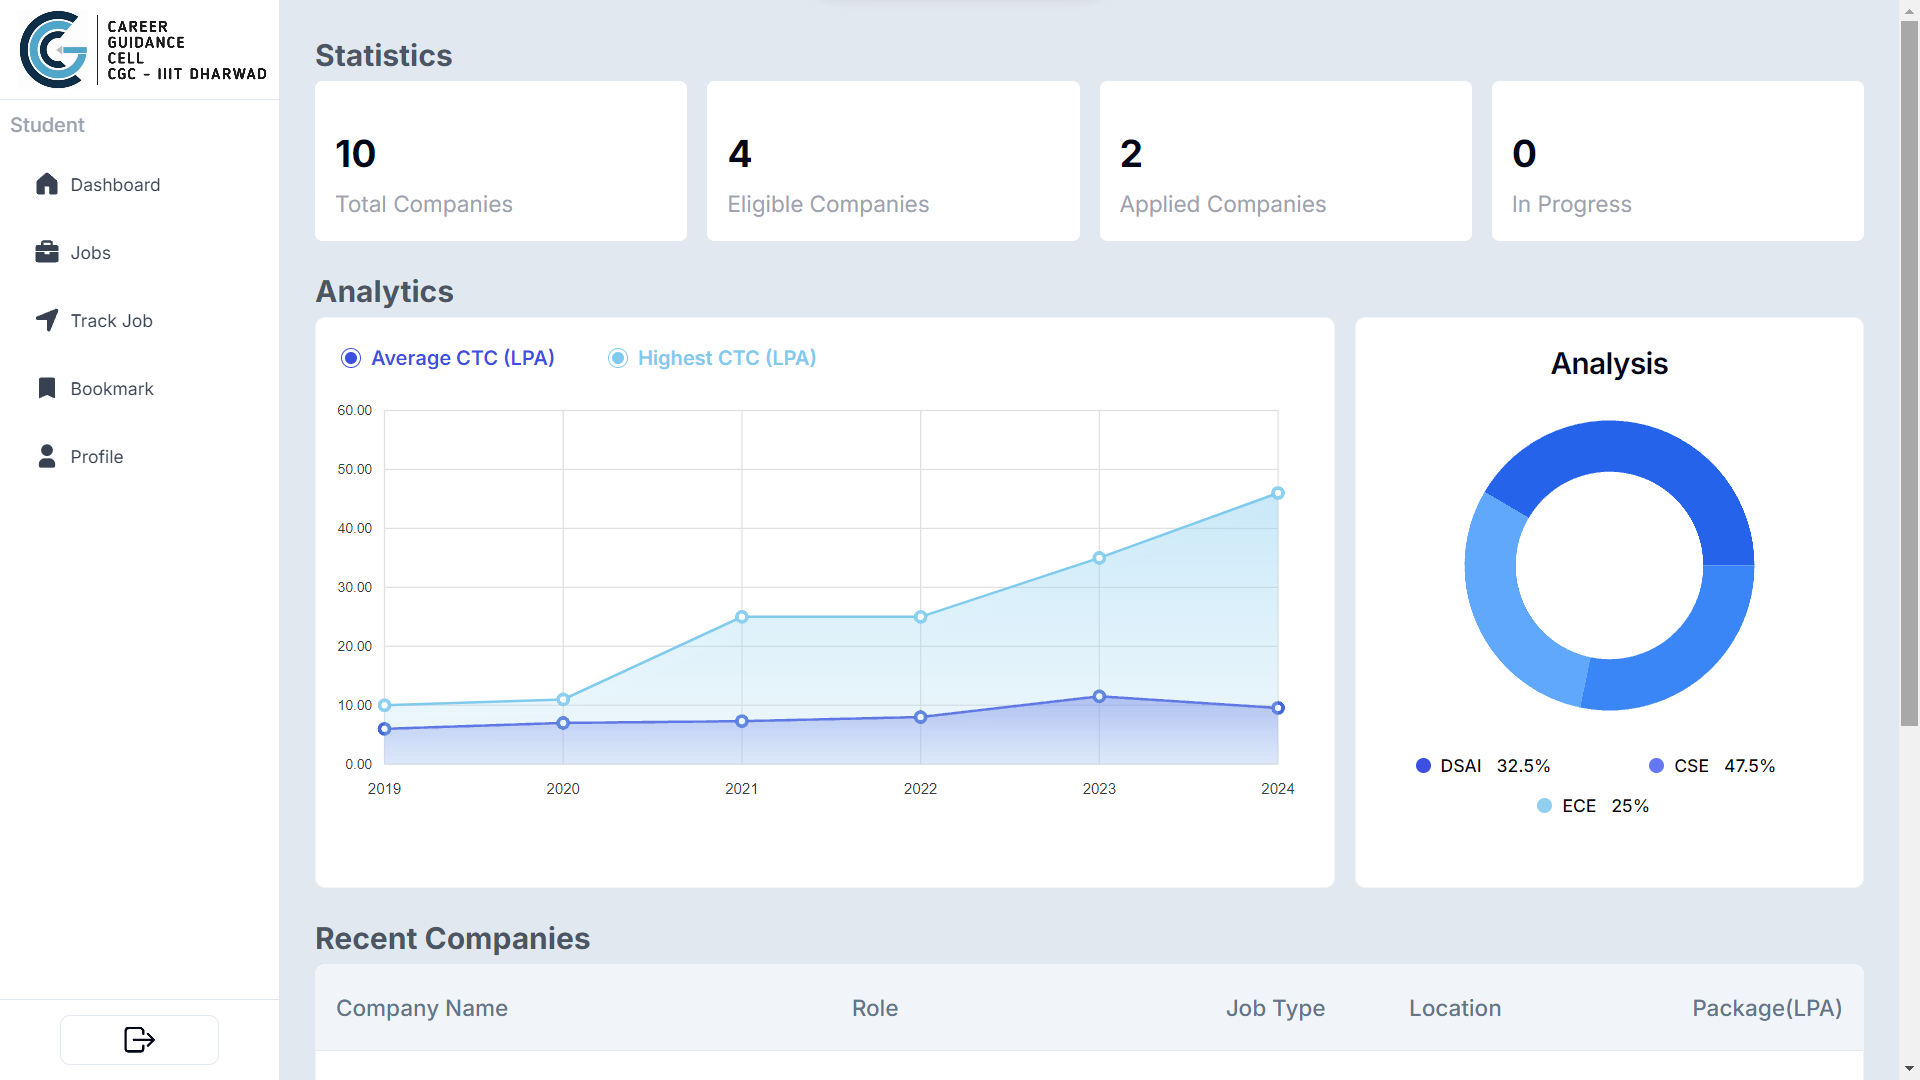 CAREER
GUIDANCE
CELL
CGC - IIIT DHARWAD
Student
Dashboard
Jobs
Track Job
Bookmark
Profile
Statistics
10
Total Companies
4
Eligible Companies
2
Applied Companies
0
In Progress
Analytics
Average CTC (LPA)
Highest CTC (LPA)
60.00
50.00
40.00
30.00
20.00
10.00
0.00
2019 2020 2021 2022 2023 2024
Analysis
DSAI 32.5%
CSE 47.5%
ECE 25%
Recent Companies
Company Name Role Job Type Location Package(LPA)